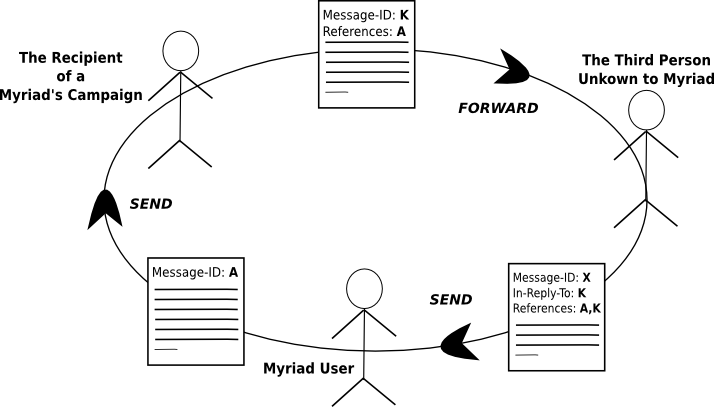 Message-ID: K
References: A
The Recipient
of a
Myriad's Campaign
The Third Person
Unkown to Myriad
FORWARD
SEND
Message-ID: A
Message-ID: X
In-Reply-To: K
References: A,K
SEND
Myriad User